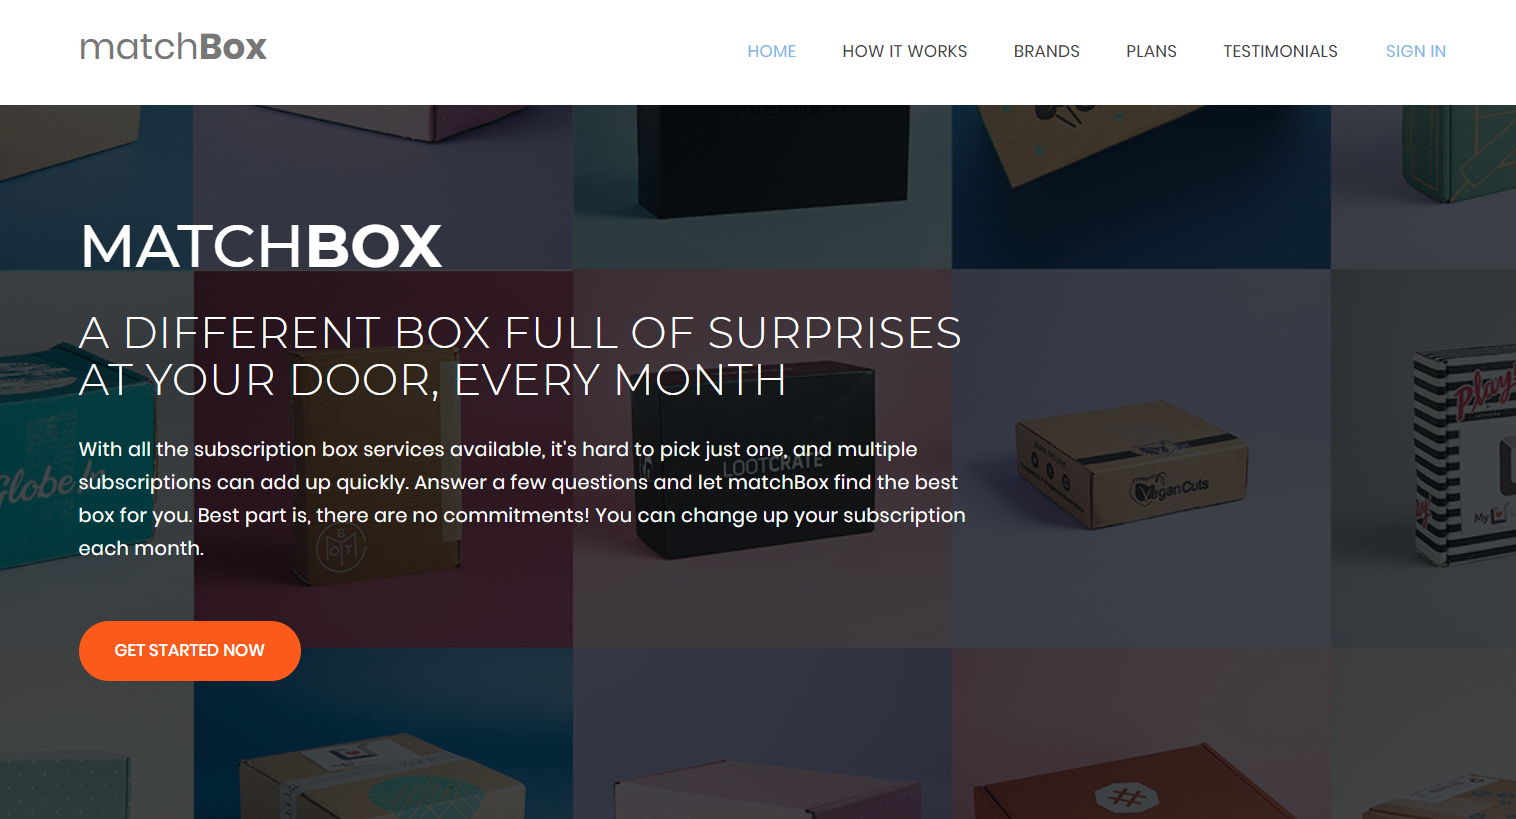 matchBox
HOME HOW IT WORKS BRANDS PLANS TESTIMONIALS SIGN IN
MATCHBOX
A DIFFERENT BOX FULL OF SURPRISES
AT YOUR DOOR, EVERY MONTH
With all the subscription box services available, it's hard to pick just one, and multiple
subscriptions can add up quickly. Answer a few questions and let matchBox find the best
box for you. Best part is, there are no commitments! You can change up your subscription
each month.
GET STARTED NOW
LOOTCRATE
Vegan Cuts
Play
My